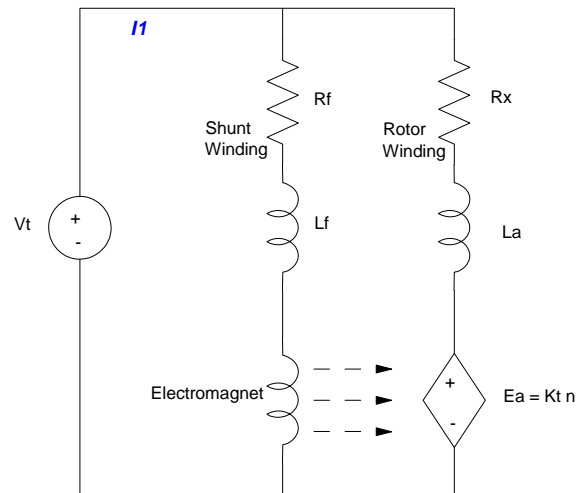 I1
Rf
Rx
Shunt
Winding
Rotor
Winding
Vt
+
-
Lf
La
Electromagnet
+
-
Ea = Kt n